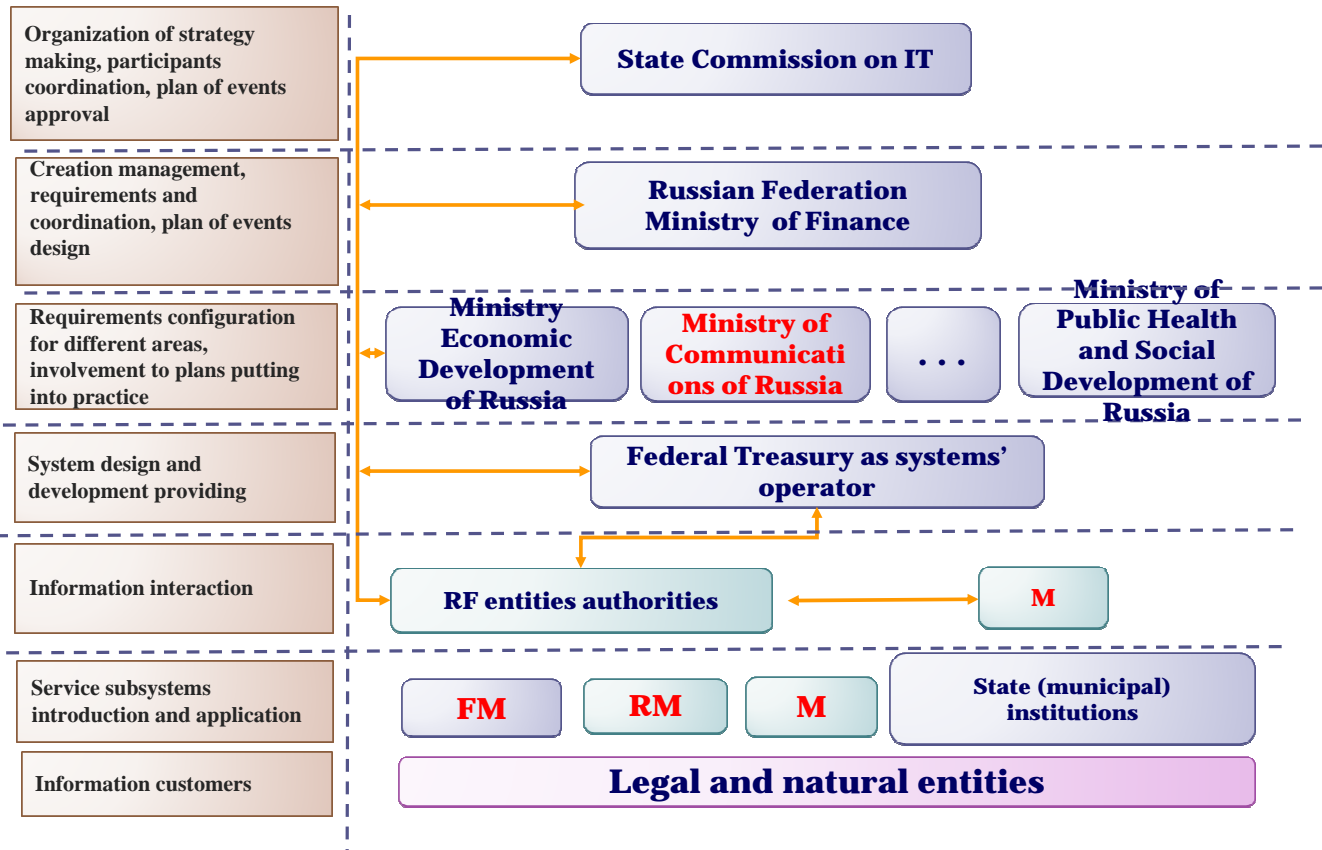 Organization of strategy
making, participants
coordination, plan of events
approval
State Commission on IT
Creation management,
requirements and
coordination, plan of events
design
Russian Federation
Ministry of Finance
Requirements configuration
for different areas,
involvement to plans putting
into practice
Ministry
Economic
Development
of Russia
Ministry of
Communicati
ons of Russia
. . .
Ministry of
Public Health
and Social
Development of
Russia
System design and
development providing
Federal Treasury as systems’
operator
Information interaction
RF entities authorities
M
Service subsystems
introduction and application
FM
RM
M
State (municipal)
institutions
Information customers
Legal and natural entities